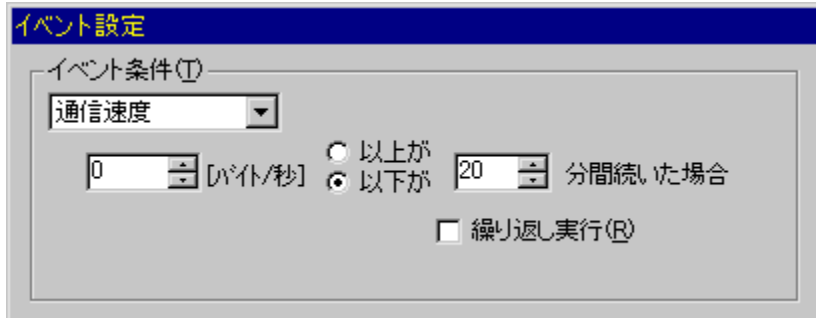 イベント設定
イベント条件(T)
通信速度
0 [バイト/秒] 以上が
以下が 20 分間続いた場合
繰り返し実行(R)